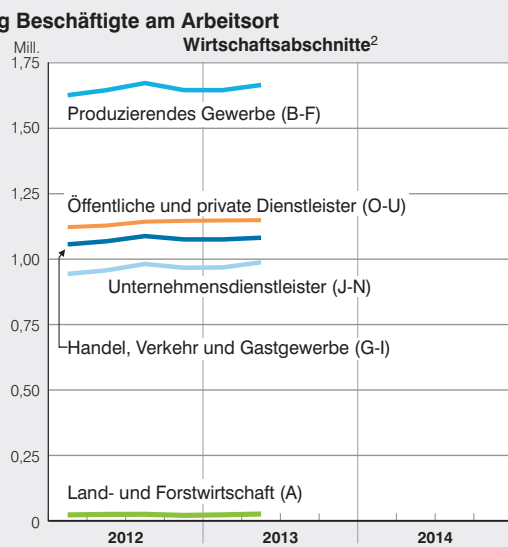 g Beschäftigte am Arbeitsort
Mill.
Wirtschaftsabschnitte2
1,75
Produzierendes Gewerbe (B-F)
1,50
1,25
Öffentliche und private Dienstleister (O-U)
1,00
Unternehmensdienstleister (J-N)
0,75
Handel, Verkehr und Gastgewerbe (G-I)
0,50
0,25
Land- und Forstwirtschaft (A)
0
2012 2013 2014